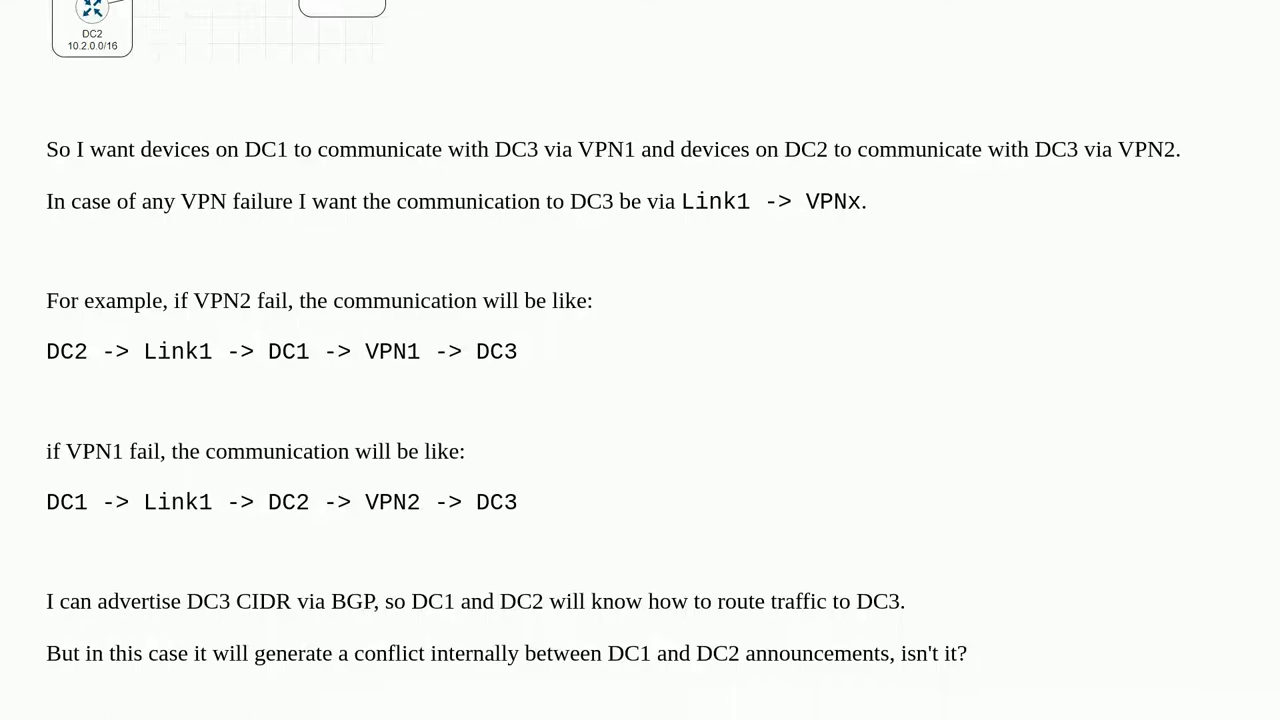 DC2
10.2.0.0/16
So I want devices on DC1 to communicate with DC3 via VPN1 and devices on DC2 to communicate with DC3 via VPN2.
In case of any VPN failure I want the communication to DC3 be via Link1 -> VPNx.
For example, if VPN2 fail, the communication will be like:
DC2 -> Link1 -> DC1 -> VPN1 -> DC3
if VPN1 fail, the communication will be like:
DC1 -> Link1 -> DC2 -> VPN2 -> DC3
I can advertise DC3 CIDR via BGP, so DC1 and DC2 will know how to route traffic to DC3.
But in this case it will generate a conflict internally between DC1 and DC2 announcements, isn't it?